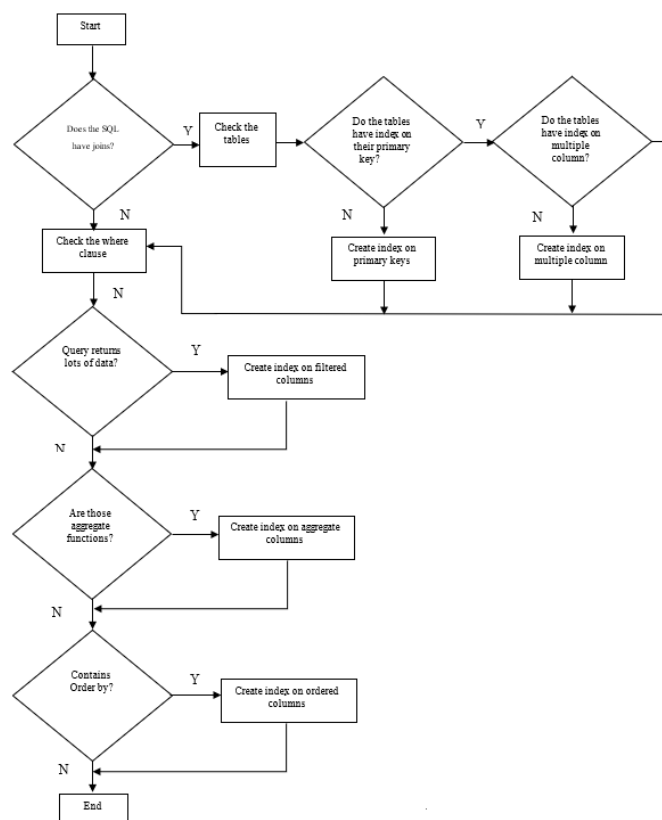 Start
Does the SQL
have joins?
Y
Check the
tables
Do the tables
have index on
their primary
key?
Y
Do the tables
have index on
multiple
column?
N
N
N
Check the where
clause
Create index on
primary keys
Create index on
multiple column
N
Query returns
lots of data?
Y
Create index on filtered
columns
N
Are those
aggregate
functions?
Y
Create index on aggregate
columns
N
Contains
Order by?
Y
Create index on ordered
columns
N
End